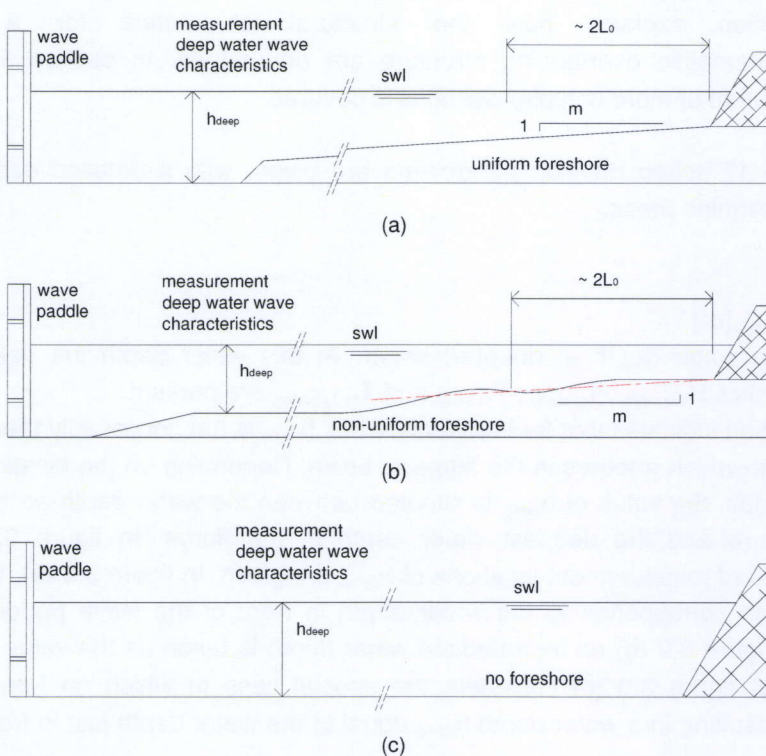 wave
paddle
measurement
deep water wave
characteristics
~ 2L₀
swl
h_deep
m
1
uniform foreshore
(a)
wave
paddle
measurement
deep water wave
characteristics
~ 2L₀
swl
h_deep
1
m
non-uniform foreshore
(b)
wave
paddle
measurement
deep water wave
characteristics
swl
h_deep
no foreshore
(c)